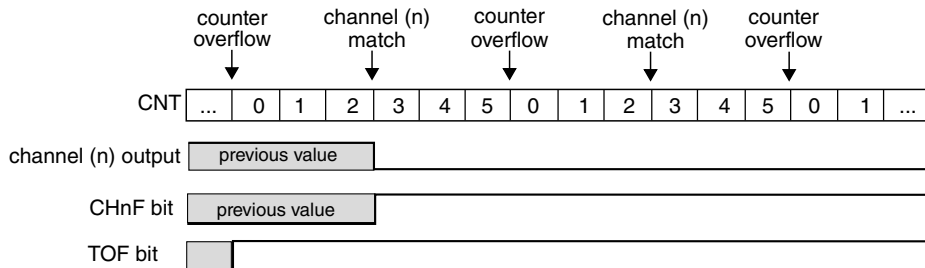 counter overflow
channel (n) match
counter overflow
channel (n) match
counter overflow
CNT ... 0 1 2 3 4 5 0 1 2 3 4 5 0 1 ...
channel (n) output previous value
CHnF bit previous value
TOF bit